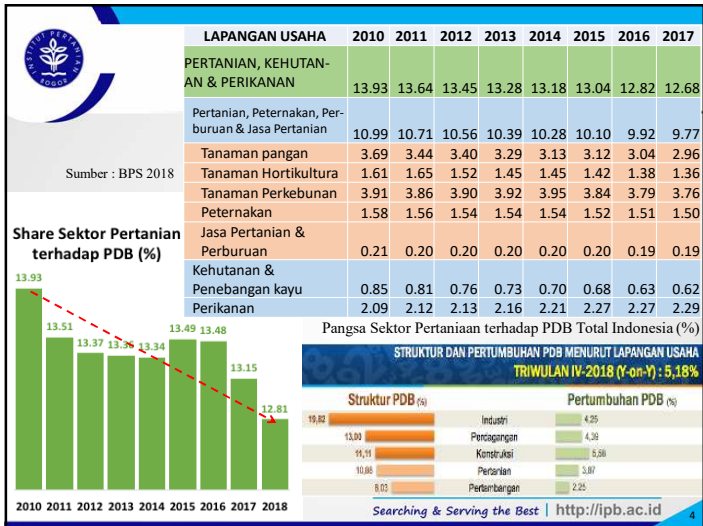 INSTITUT PERTANIAN
BOGOR
LAPANGAN USAHA 2010 2011 2012 2013 2014 2015 2016 2017
PERTANIAN, KEHUTAN-
AN & PERIKANAN 13.93 13.64 13.45 13.28 13.18 13.04 12.82 12.68
Pertanian, Peternakan, Per-
buruan & Jasa Pertanian 10.99 10.71 10.56 10.39 10.28 10.10 9.92 9.77
Tanaman pangan 3.69 3.44 3.40 3.29 3.13 3.12 3.04 2.96
Tanaman Hortikultura 1.61 1.65 1.52 1.45 1.45 1.42 1.38 1.36
Tanaman Perkebunan 3.91 3.86 3.90 3.92 3.95 3.84 3.79 3.76
Peternakan 1.58 1.56 1.54 1.54 1.54 1.52 1.51 1.50
Jasa Pertanian &
Perburuan 0.21 0.20 0.20 0.20 0.20 0.20 0.19 0.19
Kehutanan &
Penebangan kayu 0.85 0.81 0.76 0.73 0.70 0.68 0.63 0.62
Perikanan 2.09 2.12 2.13 2.16 2.21 2.27 2.27 2.29
Sumber : BPS 2018
Share Sektor Pertanian
terhadap PDB (%)
13.93
13.51
13.37
13.36
13.34
13.49
13.48
13.15
12.81
2010 2011 2012 2013 2014 2015 2016 2017 2018
Pangsa Sektor Pertaniaan terhadap PDB Total Indonesia (%)
STRUKTUR DAN PERTUMBUHAN PDB MENURUT LAPANGAN USAHA
TRIWULAN IV-2018 (Y-on-Y) : 5,18%
Struktur PDB (%) Pertumbuhan PDB (%)
19,82 Industri 4,25
13,00 Perdagangan 4,39
11,11 Konstruksi 5,58
Pertanian 3,87
8,03 Pertambangan 2,25
Searching & Serving the Best | http://ipb.ac.id
4